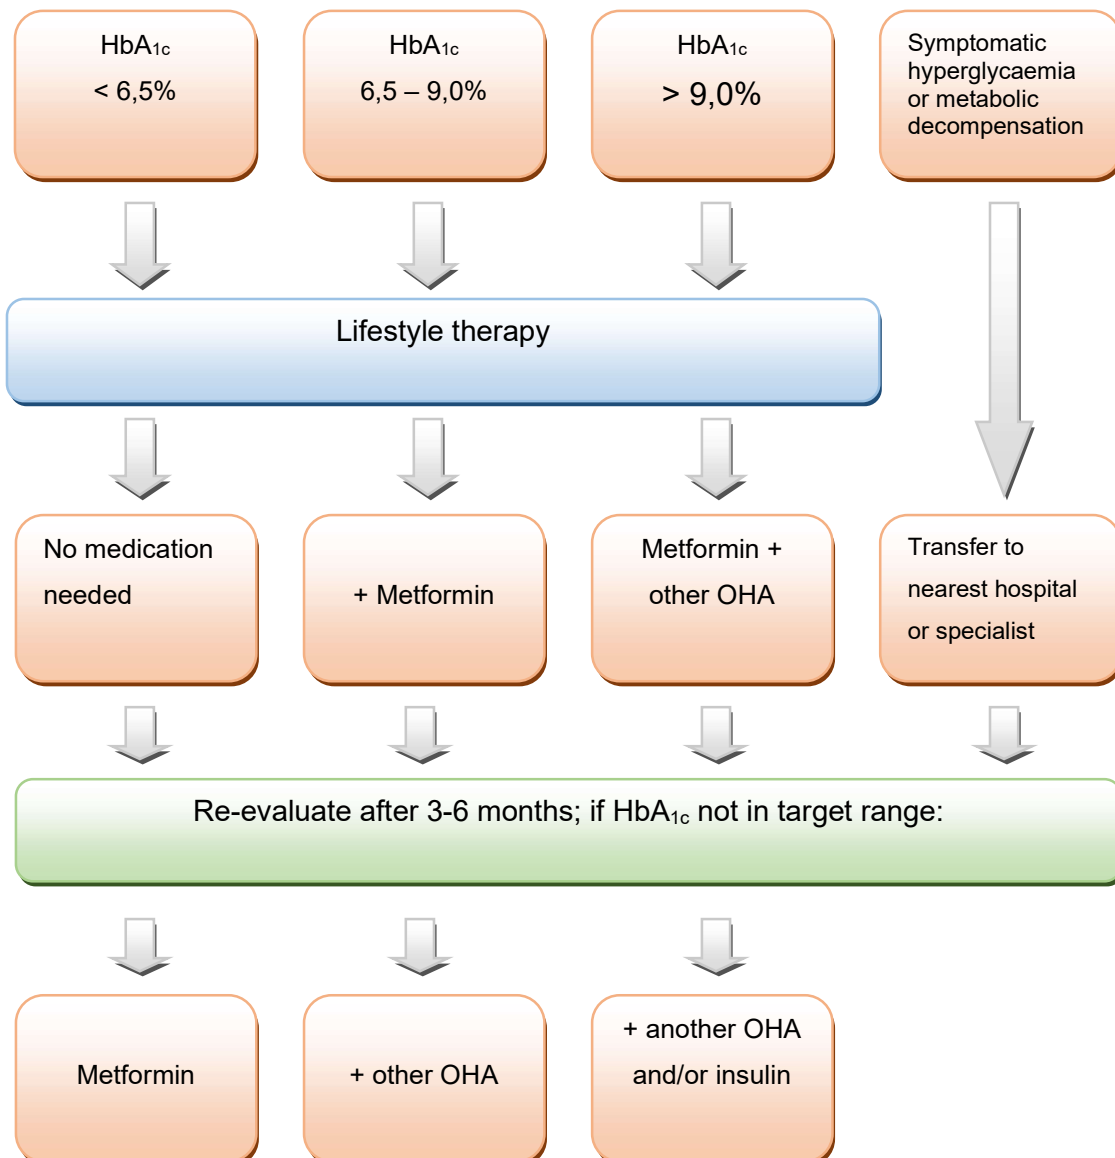 HbA1c
< 6,5%
HbA1c
6,5 – 9,0%
HbA1c
> 9,0%
Symptomatic
hyperglycaemia
or metabolic
decompensation
Lifestyle therapy
No medication
needed
+ Metformin
Metformin +
other OHA
Transfer to
nearest hospital
or specialist
Re-evaluate after 3-6 months; if HbA1c not in target range:
Metformin
+ other OHA
+ another OHA
and/or insulin